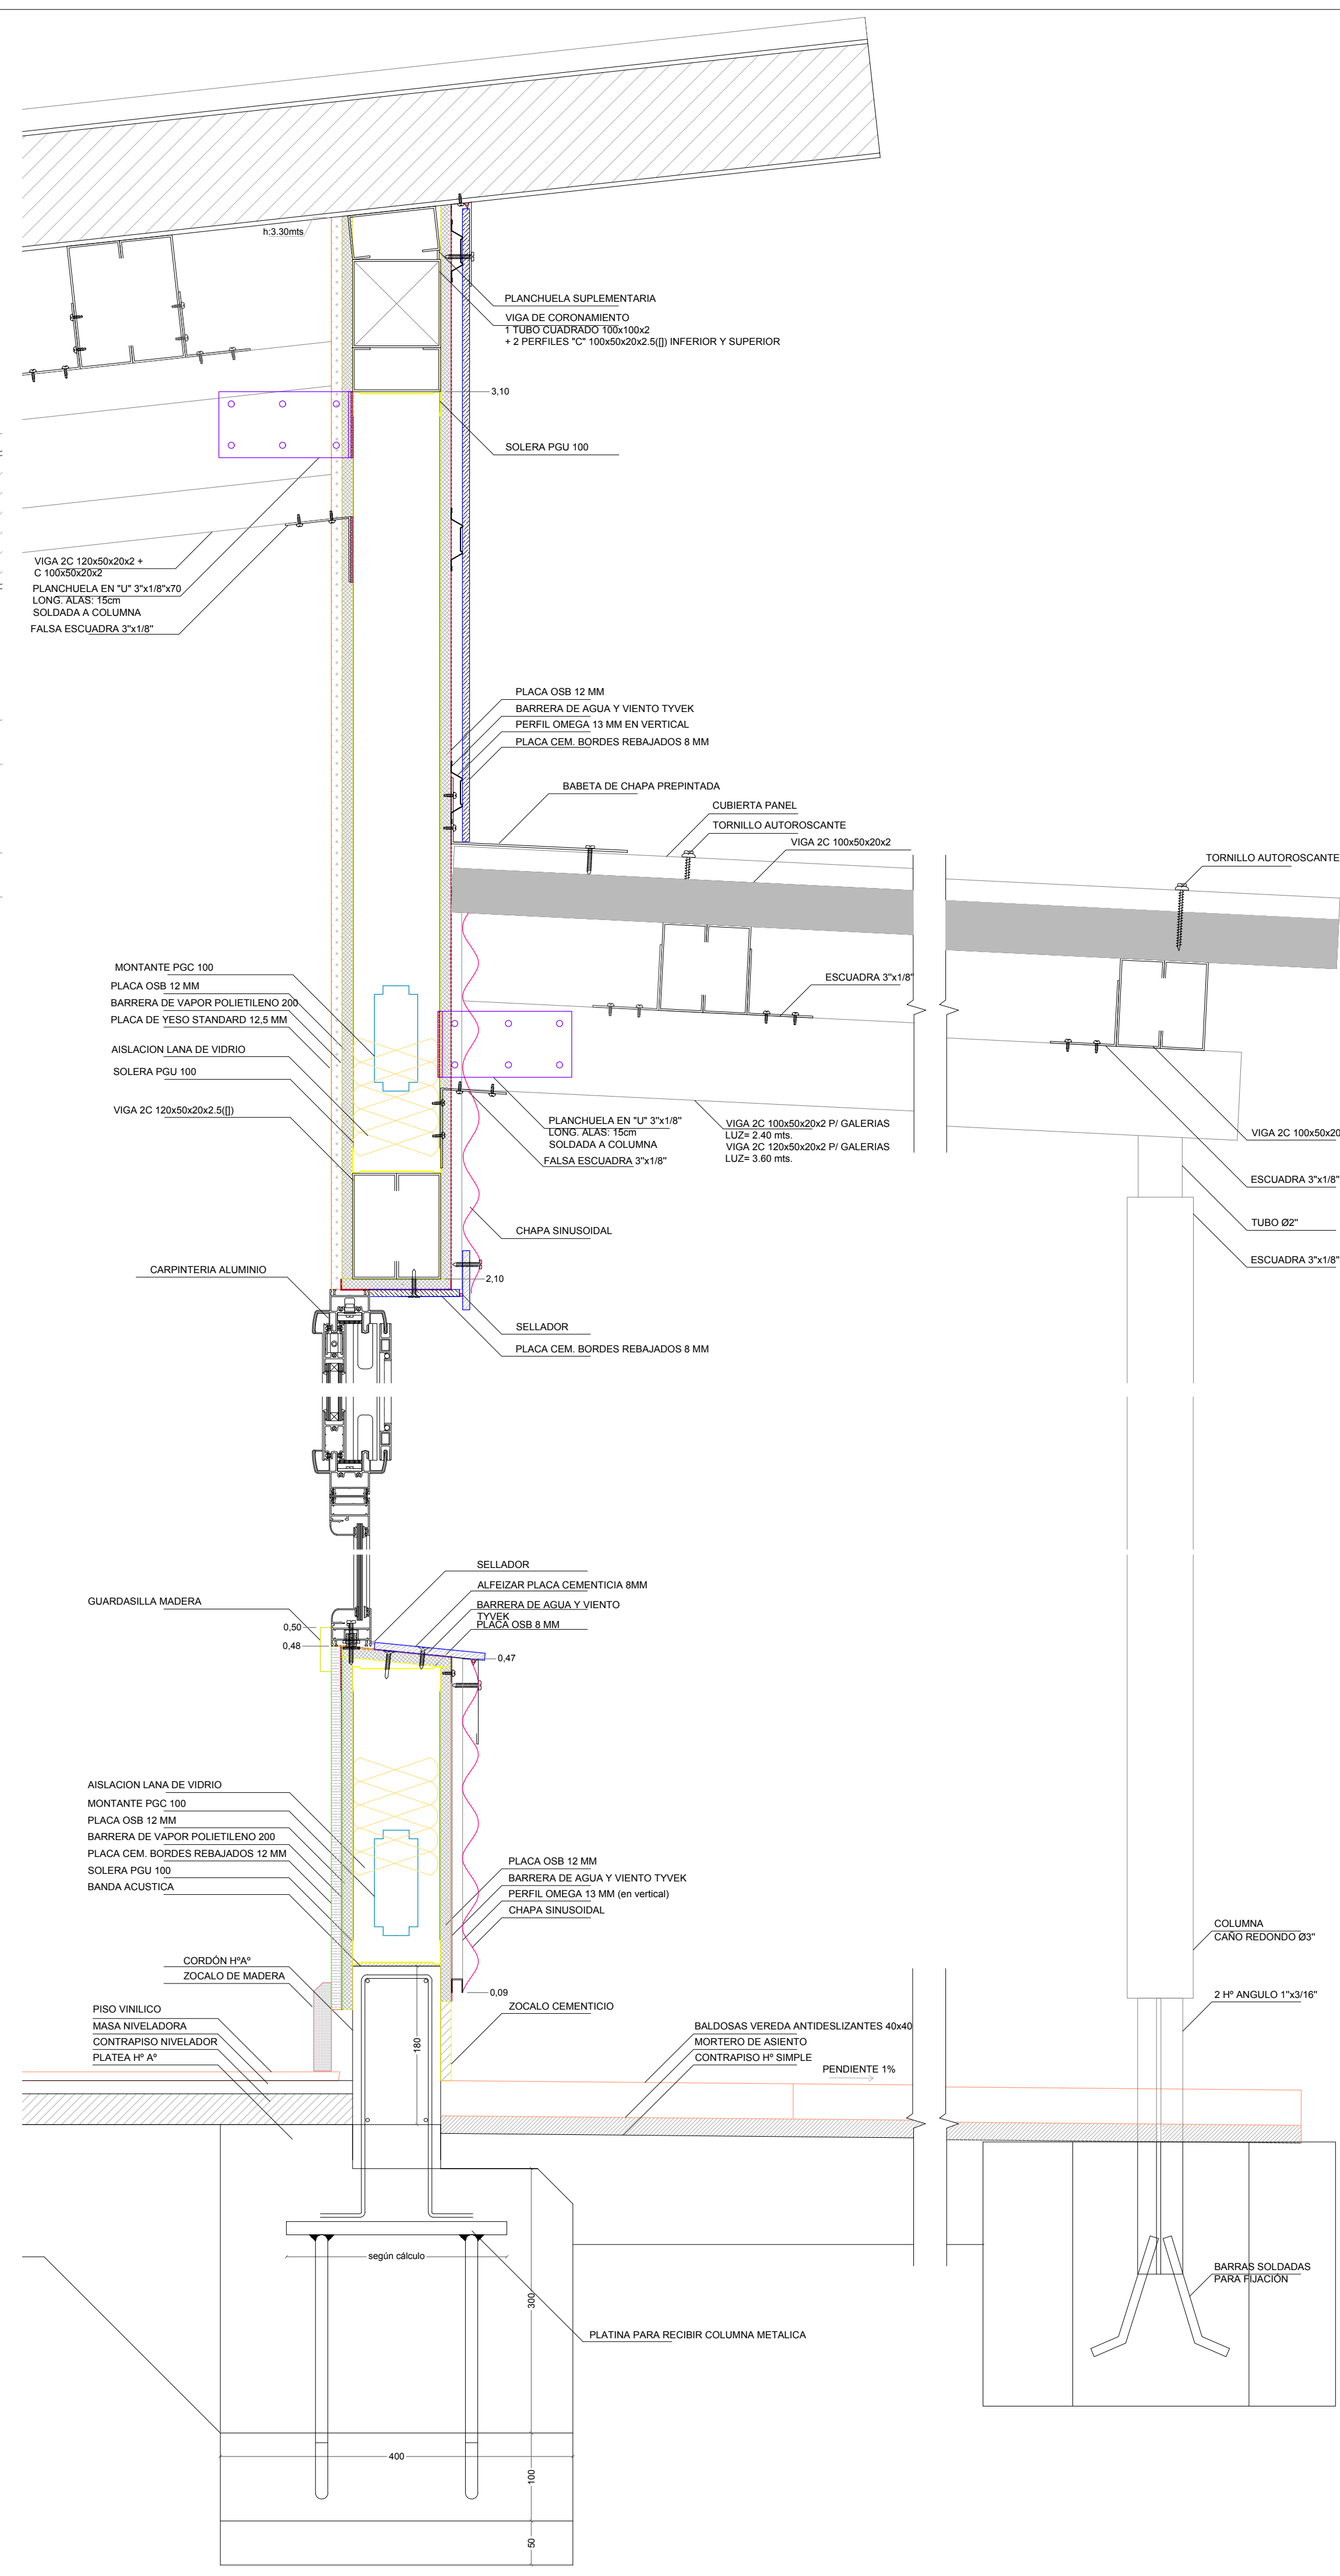 h:3.30mts
PLANCHUELA SUPLEMENTARIA
VIGA DE CORONAMIENTO
1 TUBO CUADRADO 100x100x2
+ 2 PERFILES "C" 100x50x20x2.5([]) INFERIOR Y SUPERIOR
3,10
SOLERA PGU 100
VIGA 2C 120x50x20x2 +
C 100x50x20x2
PLANCHUELA EN "U" 3"x1/8"x70
LONG. ALAS: 15cm
SOLDADA A COLUMNA
FALSA ESCUADRA 3"x1/8"
PLACA OSB 12 MM
BARRERA DE AGUA Y VIENTO TYVEK
PERFIL OMEGA 13 MM EN VERTICAL
PLACA CEM. BORDES REBAJADOS 8 MM
BABETA DE CHAPA PREPINTADA
CUBIERTA PANEL
TORNILLO AUTOROSCANTE
VIGA 2C 100x50x20x2
TORNILLO AUTOROSCANTE
MONTANTE PGC 100
PLACA OSB 12 MM
BARRERA DE VAPOR POLIETILENO 200
PLACA DE YESO STANDARD 12,5 MM
AISLACION LANA DE VIDRIO
SOLERA PGU 100
VIGA 2C 120x50x20x2.5([])
ESCUADRA 3"x1/8"
PLANCHUELA EN "U" 3"x1/8"
LONG. ALAS: 15cm
SOLDADA A COLUMNA
FALSA ESCUADRA 3"x1/8"
VIGA 2C 100x50x20x2 P/ GALERIAS
LUZ= 2.40 mts.
VIGA 2C 120x50x20x2 P/ GALERIAS
LUZ= 3.60 mts.
VIGA 2C 100x50x20
ESCUADRA 3"x1/8"
TUBO Ø2"
ESCUADRA 3"x1/8"
CHAPA SINUSOIDAL
CARPINTERIA ALUMINIO
2,10
SELLADOR
PLACA CEM. BORDES REBAJADOS 8 MM
SELLADOR
ALFEIZAR PLACA CEMENTICIA 8MM
BARRERA DE AGUA Y VIENTO
TYVEK
PLACA OSB 8 MM
GUARDASILLA MADERA
0,50
0,48
0,47
AISLACION LANA DE VIDRIO
MONTANTE PGC 100
PLACA OSB 12 MM
BARRERA DE VAPOR POLIETILENO 200
PLACA CEM. BORDES REBAJADOS 12 MM
SOLERA PGU 100
BANDA ACUSTICA
PLACA OSB 12 MM
BARRERA DE AGUA Y VIENTO TYVEK
PERFIL OMEGA 13 MM (en vertical)
CHAPA SINUSOIDAL
COLUMNA
CAÑO REDONDO Ø3"
CORDÓN HºAº
ZOCALO DE MADERA
0,09
ZOCALO CEMENTICIO
2 Hº ANGULO 1"x3/16"
PISO VINILICO
MASA NIVELADORA
CONTRAPISO NIVELADOR
PLATEA Hº Aº
180
BALDOSAS VEREDA ANTIDESLIZANTES 40x40
MORTERO DE ASIENTO
CONTRAPISO Hº SIMPLE
PENDIENTE 1%
según cálculo
300
BARRAS SOLDADAS
PARA FIJACIÓN
PLATINA PARA RECIBIR COLUMNA METALICA
400
100
50